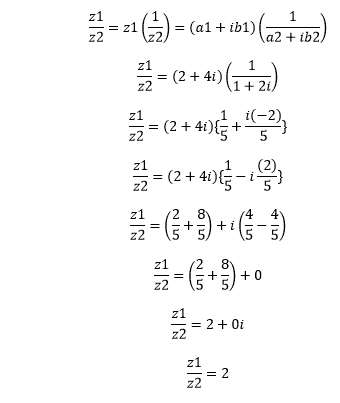 z1/z2 = z1 (1/z2) = (a1 + ib1) (1/(a2 + ib2))
z1/z2 = (2 + 4i) (1/(1 + 2i))
z1/z2 = (2 + 4i){1/5 + i(−2)/5}
z1/z2 = (2 + 4i){1/5 − i (2)/5}
z1/z2 = (2/5 + 8/5) + i (4/5 − 4/5)
z1/z2 = (2/5 + 8/5) + 0
z1/z2 = 2 + 0i
z1/z2 = 2